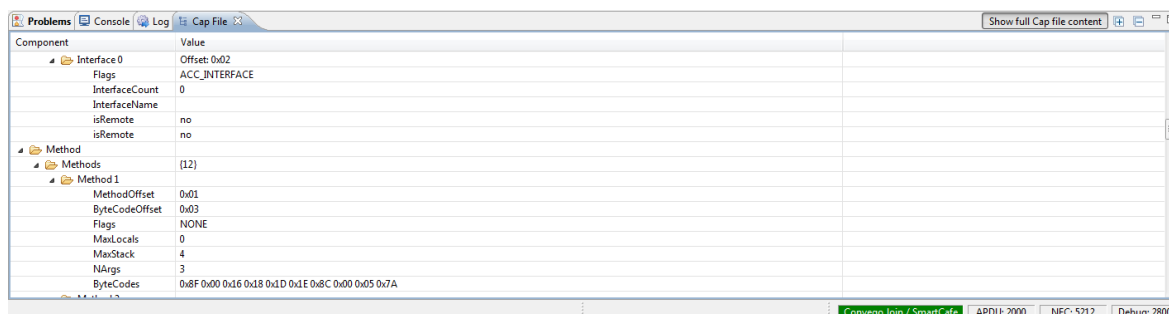 Problems Console Log Cap File Show full Cap file content
Component Value
Interface 0 Offset: 0x02
Flags ACC_INTERFACE
InterfaceCount 0
InterfaceName
isRemote no
isRemote no
Method
Methods {12}
Method 1
MethodOffset 0x01
ByteCodeOffset 0x03
Flags NONE
MaxLocals 0
MaxStack 4
NArgs 3
ByteCodes 0x8F 0x00 0x16 0x18 0x1D 0x1E 0x8C 0x00 0x05 0x7A
Convego Join / SmartCafe APDU: 2000 NFC: 5212 Debug: 2800